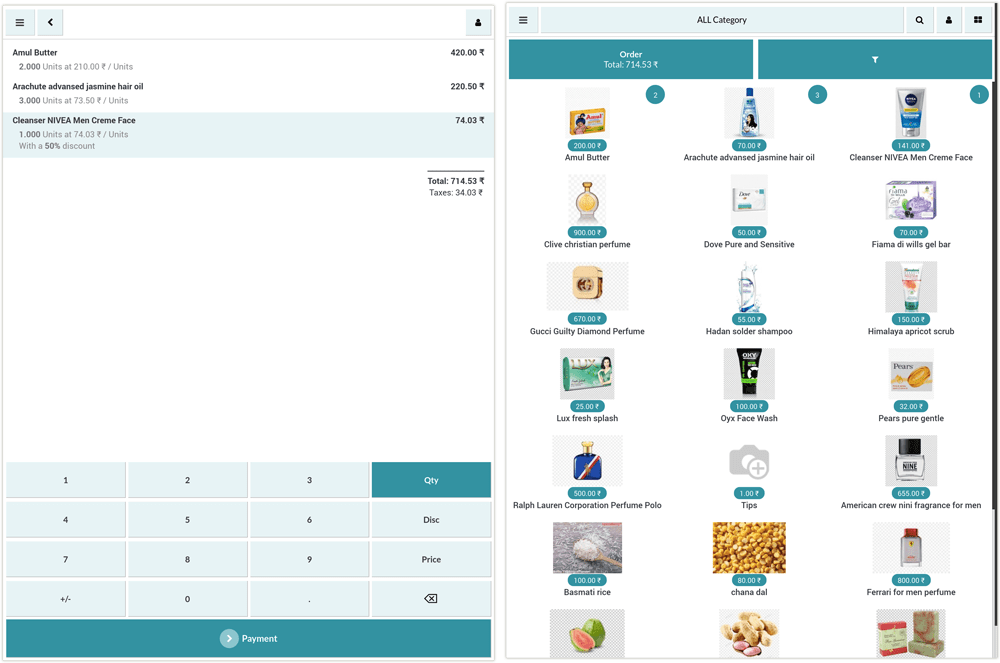 Amul Butter 420.00 ₹
2.000 Units at 210.00 ₹ / Units
Arachute advansed jasmine hair oil 220.50 ₹
3.000 Units at 73.50 ₹ / Units
Cleanser NIVEA Men Creme Face 74.03 ₹
1.000 Units at 74.03 ₹ / Units
With a 50% discount
Total: 714.53 ₹
Taxes: 34.03 ₹
1 2 3 Qty
4 5 6 Disc
7 8 9 Price
+/- 0 .
Payment
ALL Category
Order
Total: 714.53 ₹
2 3 1
Amul
NIVEA
200.00 ₹ 70.00 ₹ 141.00 ₹
Amul Butter Arachute advansed jasmine hair oil Cleanser NIVEA Men Creme Face
Dove fiama
900.00 ₹ 50.00 ₹ 70.00 ₹
Clive christian perfume Dove Pure and Sensitive Fiama di wills gel bar
670.00 ₹ 55.00 ₹ 150.00 ₹
Gucci Guilty Diamond Perfume Hadan solder shampoo Himalaya apricot scrub
LUX OXY Pears
25.00 ₹ 100.00 ₹ 32.00 ₹
Lux fresh splash Oyx Face Wash Pears pure gentle
NINE
500.00 ₹ 1.00 ₹ 655.00 ₹
Ralph Lauren Corporation Perfume Polo Tips American crew nini fragrance for men
100.00 ₹ 80.00 ₹ 800.00 ₹
Basmati rice chana dal Ferrari for men perfume